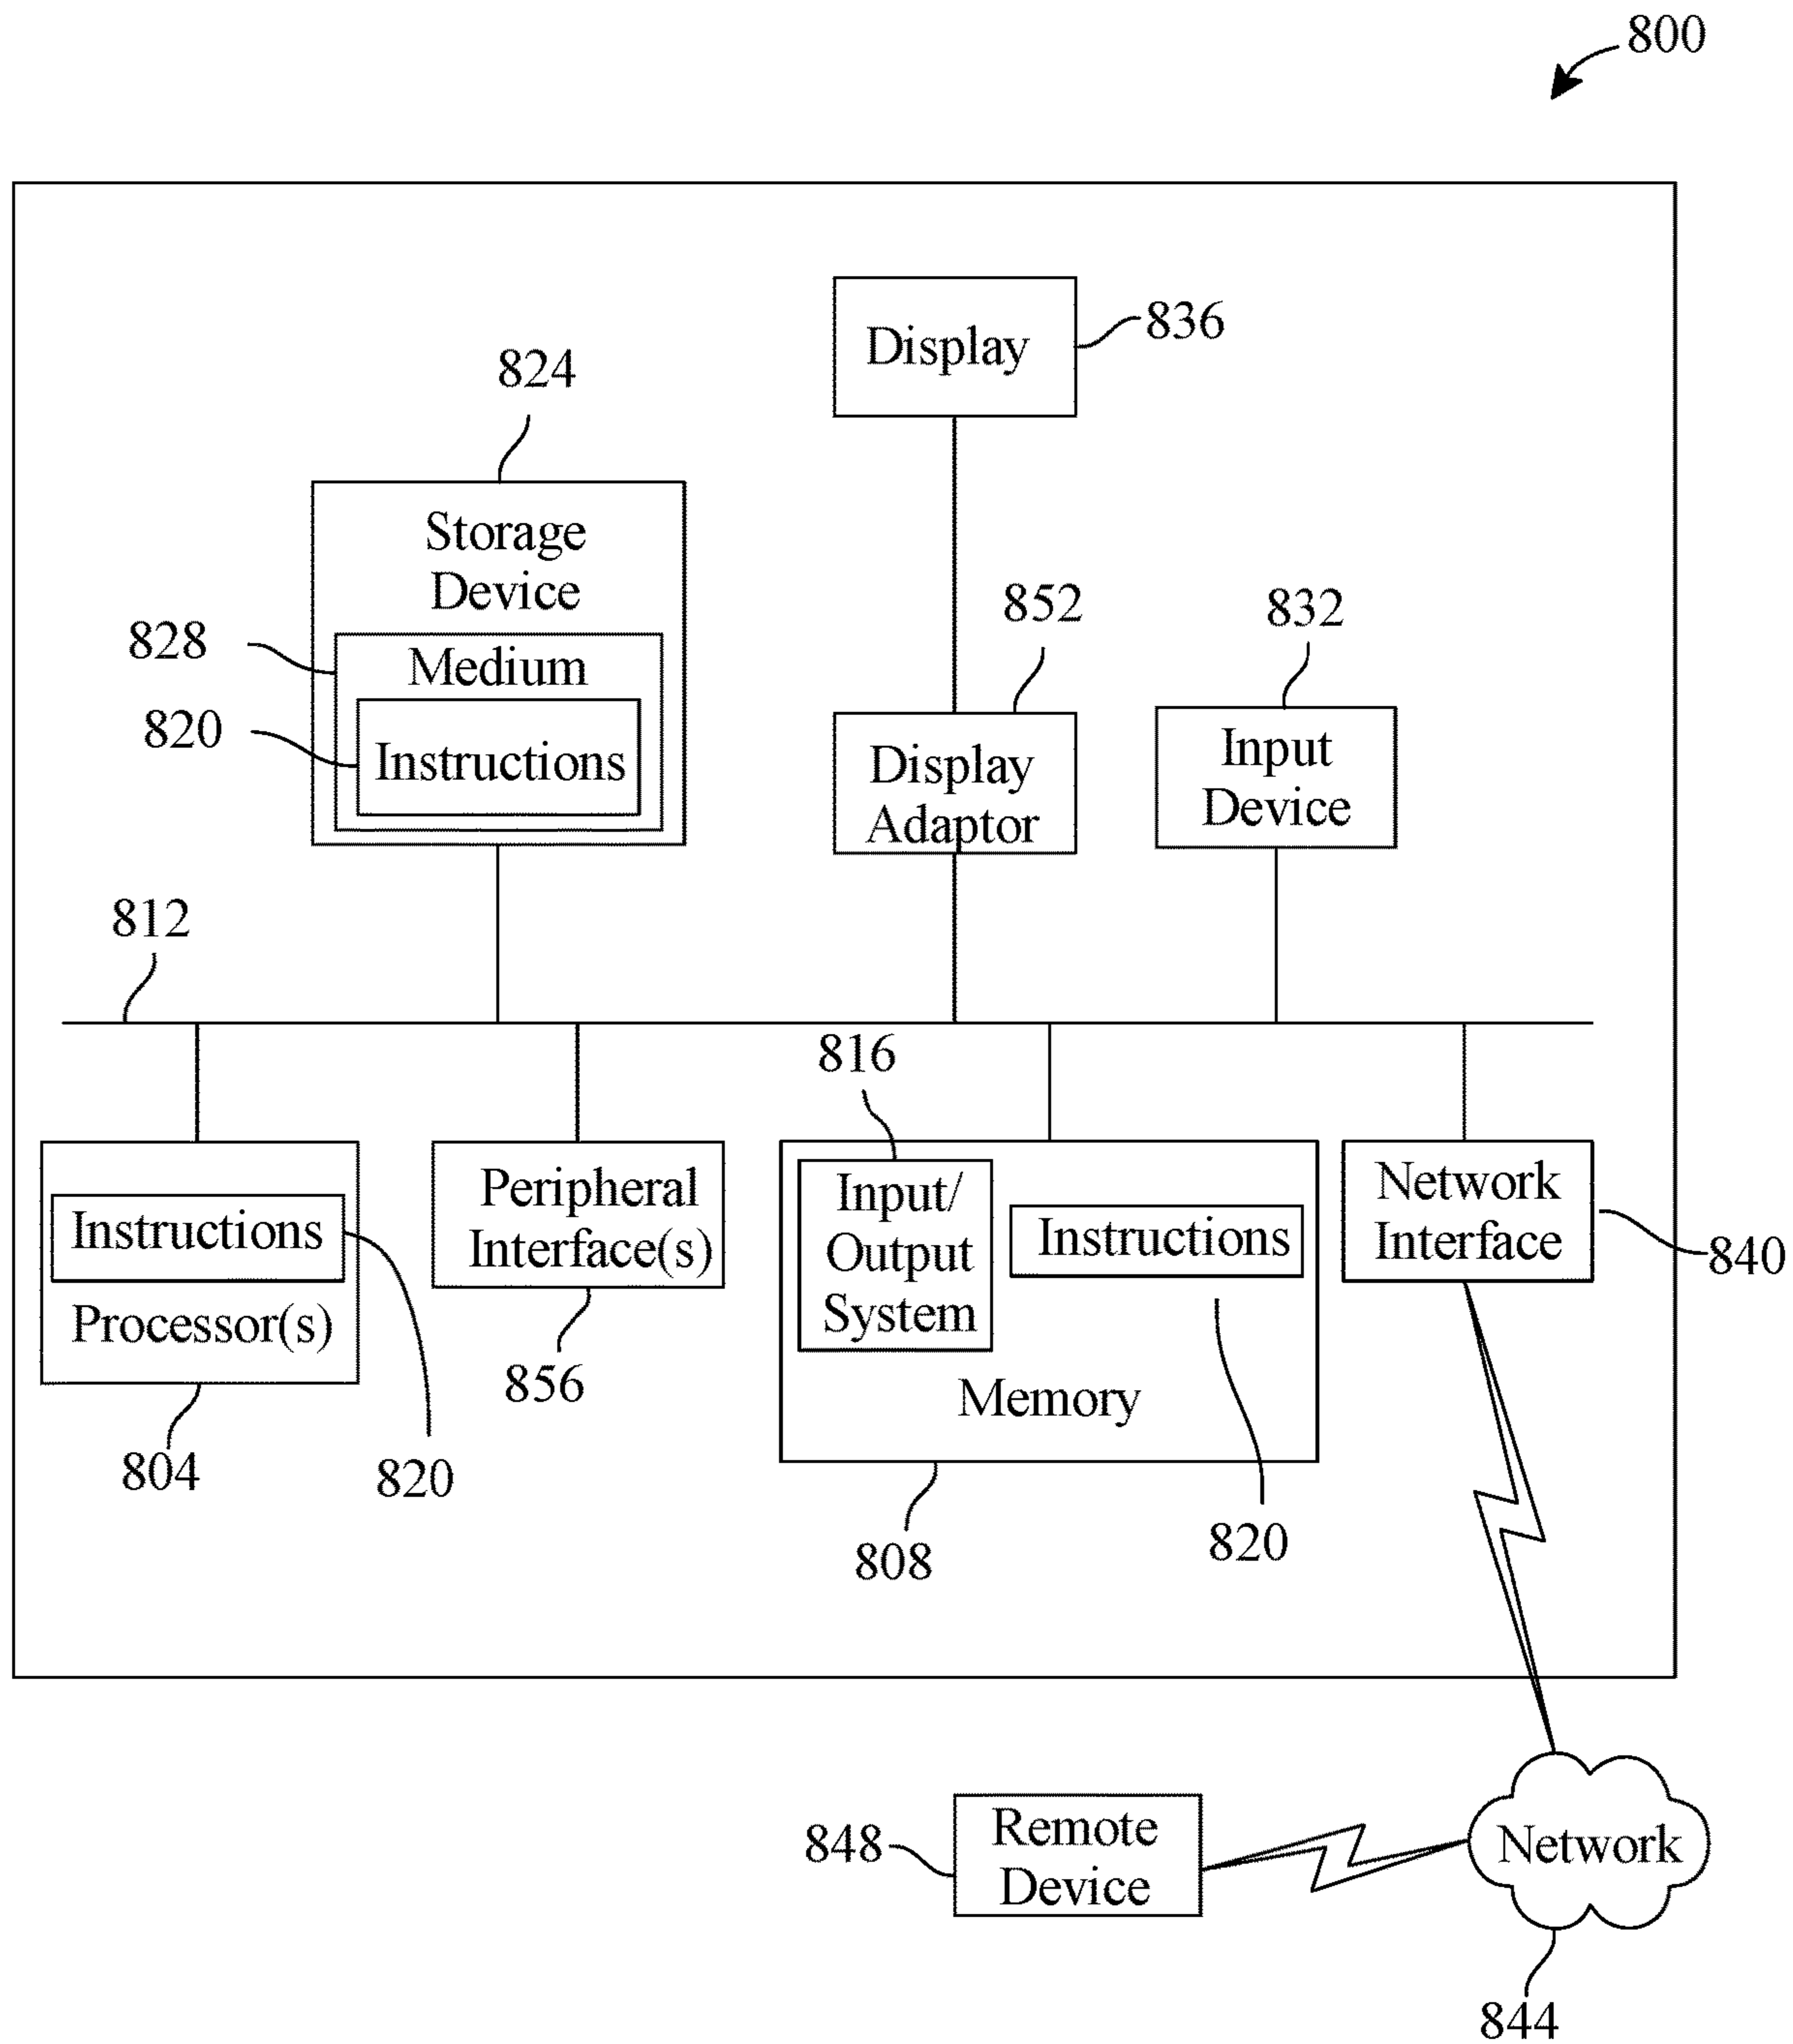 800
Display
836
824
Storage
Device
828
Medium
820
Instructions
852
Display
Adaptor
832
Input
Device
812
816
Instructions
Processor(s)
804
820
Peripheral
Interface(s)
856
Input/
Output
System
Instructions
Memory
808
820
Network
Interface
840
848
Remote
Device
Network
844